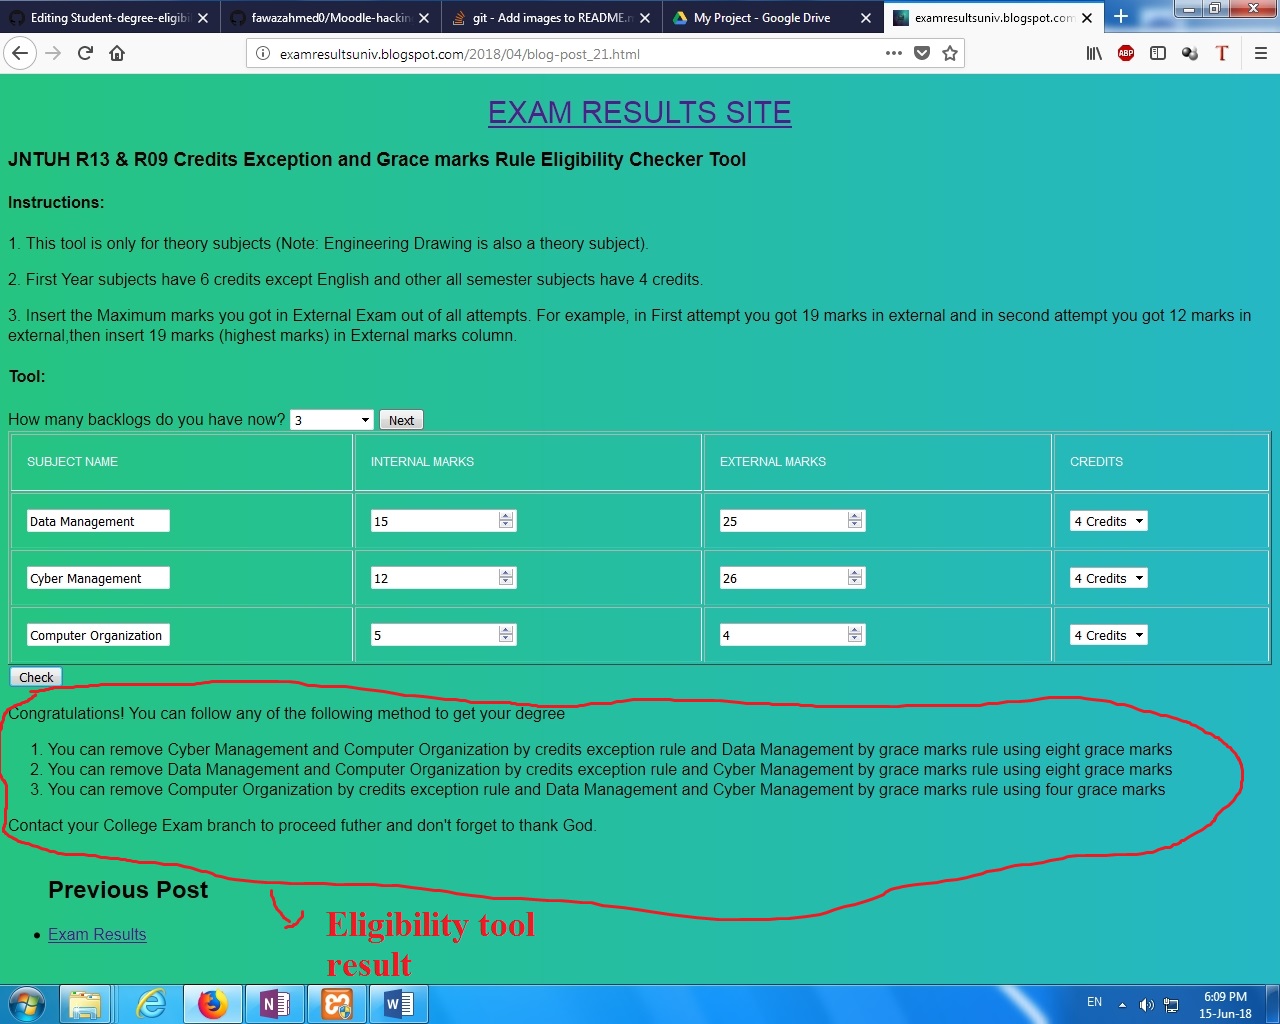 Editing Student-degree-eligibil
fawazahmed0/Moodle-hackin
git - Add images to README.m
My Project - Google Drive
examresultsuniv.blogspot.com
examresultsuniv.blogspot.com/2018/04/blog-post_21.html
ABP
T
EXAM RESULTS SITE
JNTUH R13 & R09 Credits Exception and Grace marks Rule Eligibility Checker Tool
Instructions:
1. This tool is only for theory subjects (Note: Engineering Drawing is also a theory subject).
2. First Year subjects have 6 credits except English and other all semester subjects have 4 credits.
3. Insert the Maximum marks you got in External Exam out of all attempts. For example, in First attempt you got 19 marks in external and in second attempt you got 12 marks in
external,then insert 19 marks (highest marks) in External marks column.
Tool:
How many backlogs do you have now? 3 Next
SUBJECT NAME INTERNAL MARKS EXTERNAL MARKS CREDITS
Data Management 15 25 4 Credits
Cyber Management 12 26 4 Credits
Computer Organization 5 4 4 Credits
Check
Congratulations! You can follow any of the following method to get your degree
1. You can remove Cyber Management and Computer Organization by credits exception rule and Data Management by grace marks rule using eight grace marks
2. You can remove Data Management and Computer Organization by credits exception rule and Cyber Management by grace marks rule using eight grace marks
3. You can remove Computer Organization by credits exception rule and Data Management and Cyber Management by grace marks rule using four grace marks
Contact your College Exam branch to proceed futher and don't forget to thank God.
Previous Post
Exam Results
Eligibility tool
result
EN
6:09 PM
15-Jun-18